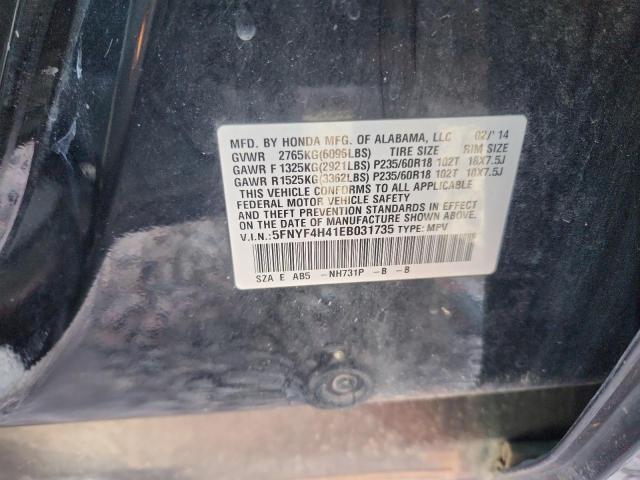 MFD. BY HONDA MFG. OF ALABAMA, LLC 02/'14
GVWR 2765KG(6095LBS) TIRE SIZE RIM SIZE
GAWR F 1325KG(2921LBS) P235/60R18 102T 18X7.5J
GAWR R1525KG(3362LBS) P235/60R18 102T 18X7.5J
THIS VEHICLE CONFORMS TO ALL APPLICABLE
FEDERAL MOTOR VEHICLE SAFETY
AND THEFT PREVENTION STANDARDS IN EFFECT
ON THE DATE OF MANUFACTURE SHOWN ABOVE.
V.I.N.: 5FNYF4H41EB031735 TYPE: MPV
SZA E AB5 -NH731P -B -8